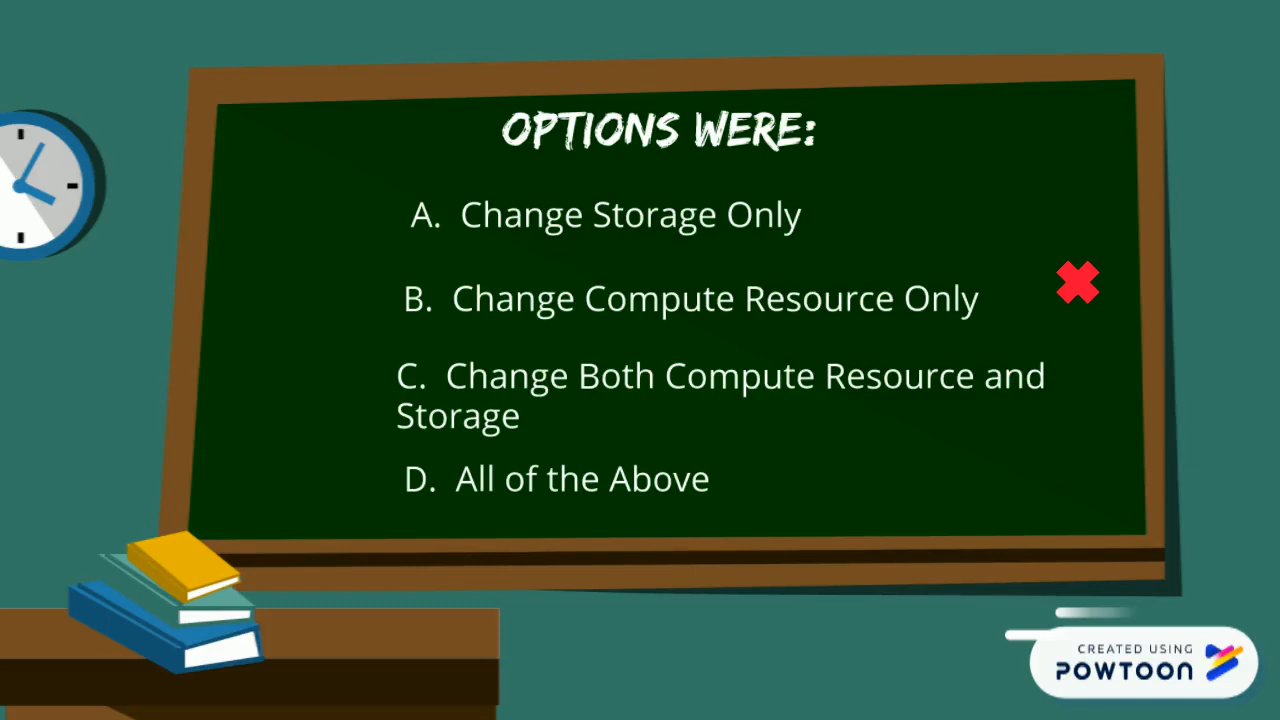 OPTIONS WERE:
A. Change Storage Only
B. Change Compute Resource Only
C. Change Both Compute Resource and
Storage
D. All of the Above
CREATED USING
POWTOON